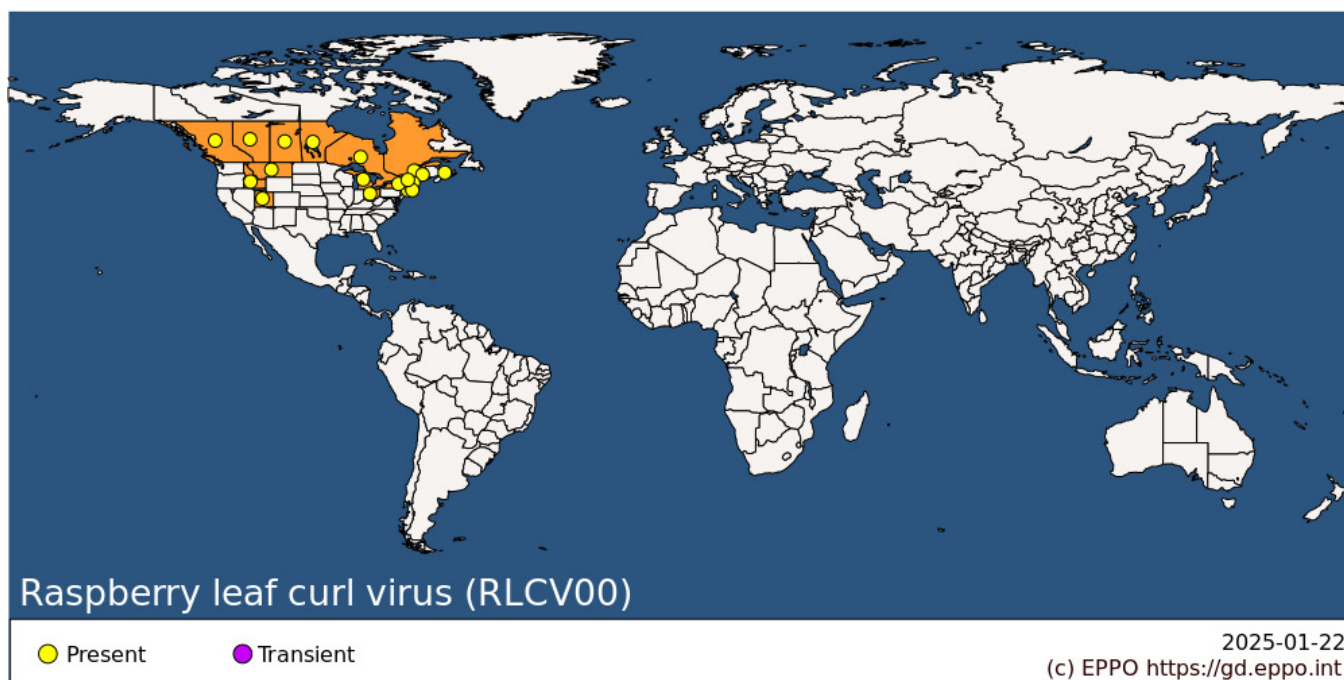 Raspberry leaf curl virus (RLCV00)
Present
Transient
2025-01-22
(c) EPPO https://gd.eppo.int